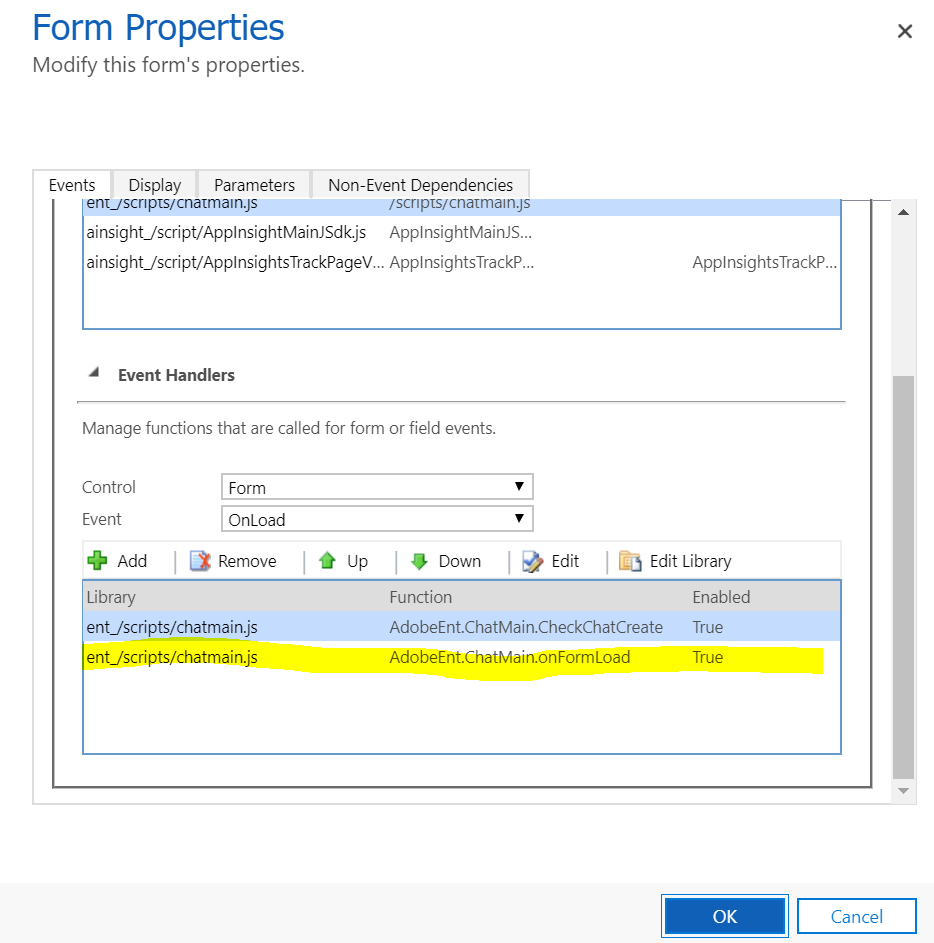 Form Properties
Modify this form's properties.
Events Display Parameters Non-Event Dependencies
ent_/scripts/chatmain.js /scripts/chatmain.js
ainsight_/script/AppInsightMainJSdk.js AppInsightMainJS...
ainsight_/script/AppInsightsTrackPageV... AppInsightsTrackP... AppInsightsTrackP...
Event Handlers
Manage functions that are called for form or field events.
Control Form
Event OnLoad
Add Remove Up Down Edit Edit Library
Library Function Enabled
ent_/scripts/chatmain.js AdobeEnt.ChatMain.CheckChatCreate True
ent_/scripts/chatmain.js AdobeEnt.ChatMain.onFormLoad True
OK Cancel